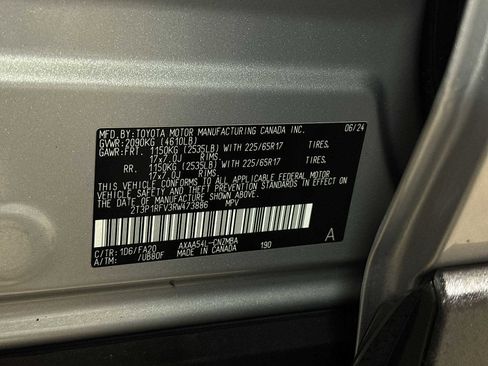 MFD.BY:TOYOTA MOTOR MANUFACTURING CANADA INC. 06/24
GVWR:2090KG (4610LB)
GAWR:FRT. 1150KG (2535LB) WITH 225/65R17 TIRES,
17x7.0J RIMS.
RR. 1150KG (2535LB) WITH 225/65R17 TIRES,
17x7.0J RIMS.
THIS VEHICLE CONFORMS TO ALL APPLICABLE FEDERAL MOTOR
VEHICLE SAFETY AND THEFT PREVENTION STANDARDS IN EFFECT ON
THE DATE OF MANUFACTURE SHOWN ABOVE.
2T3P1RFV3RW473886 MPV
C/TR: 1D6/FA20 AXAA54L-CNZMBA 190 A
A/TM: /UB80F MADE IN CANADA